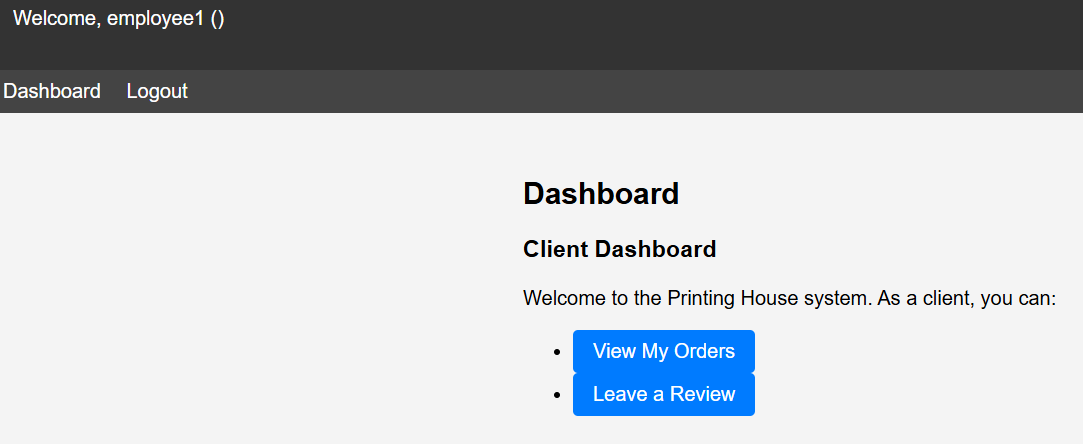 Welcome, employee1 ()
Dashboard Logout
Dashboard
Client Dashboard
Welcome to the Printing House system. As a client, you can:
View My Orders
Leave a Review